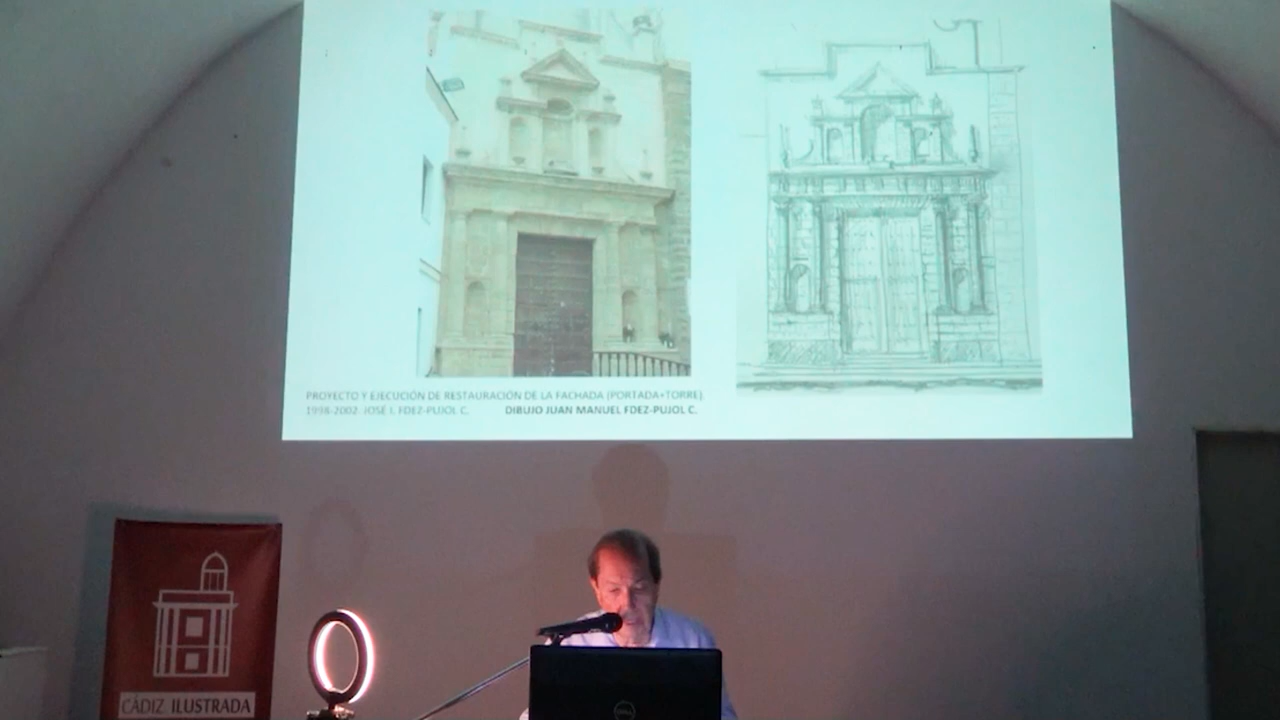 PROYECTO Y EJECUCIÓN DE RESTAURACIÓN DE LA FACHADA (PORTADA+TORRE)
1998-2002. JOSÉ I. FDEZ-PUJOL C. DIBUJO JUAN MANUEL FDEZ-PUJOL C.
CÁDIZ ILUSTRADA
DELL